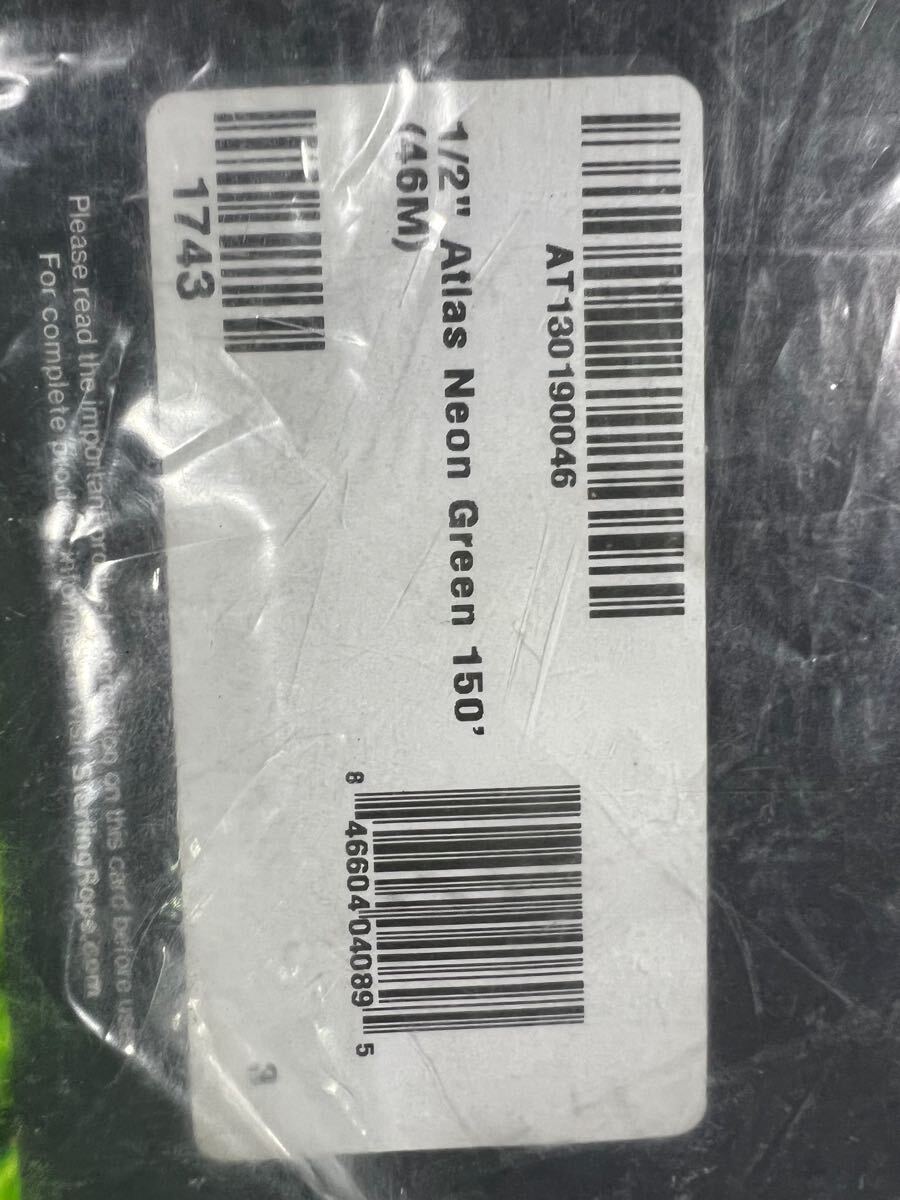 AT130190046
1/2" Atlas Neon Green 150'
(46M)
8 46604 04089 5
1743
Please read the important on this card before
For complete SterlingRope.com